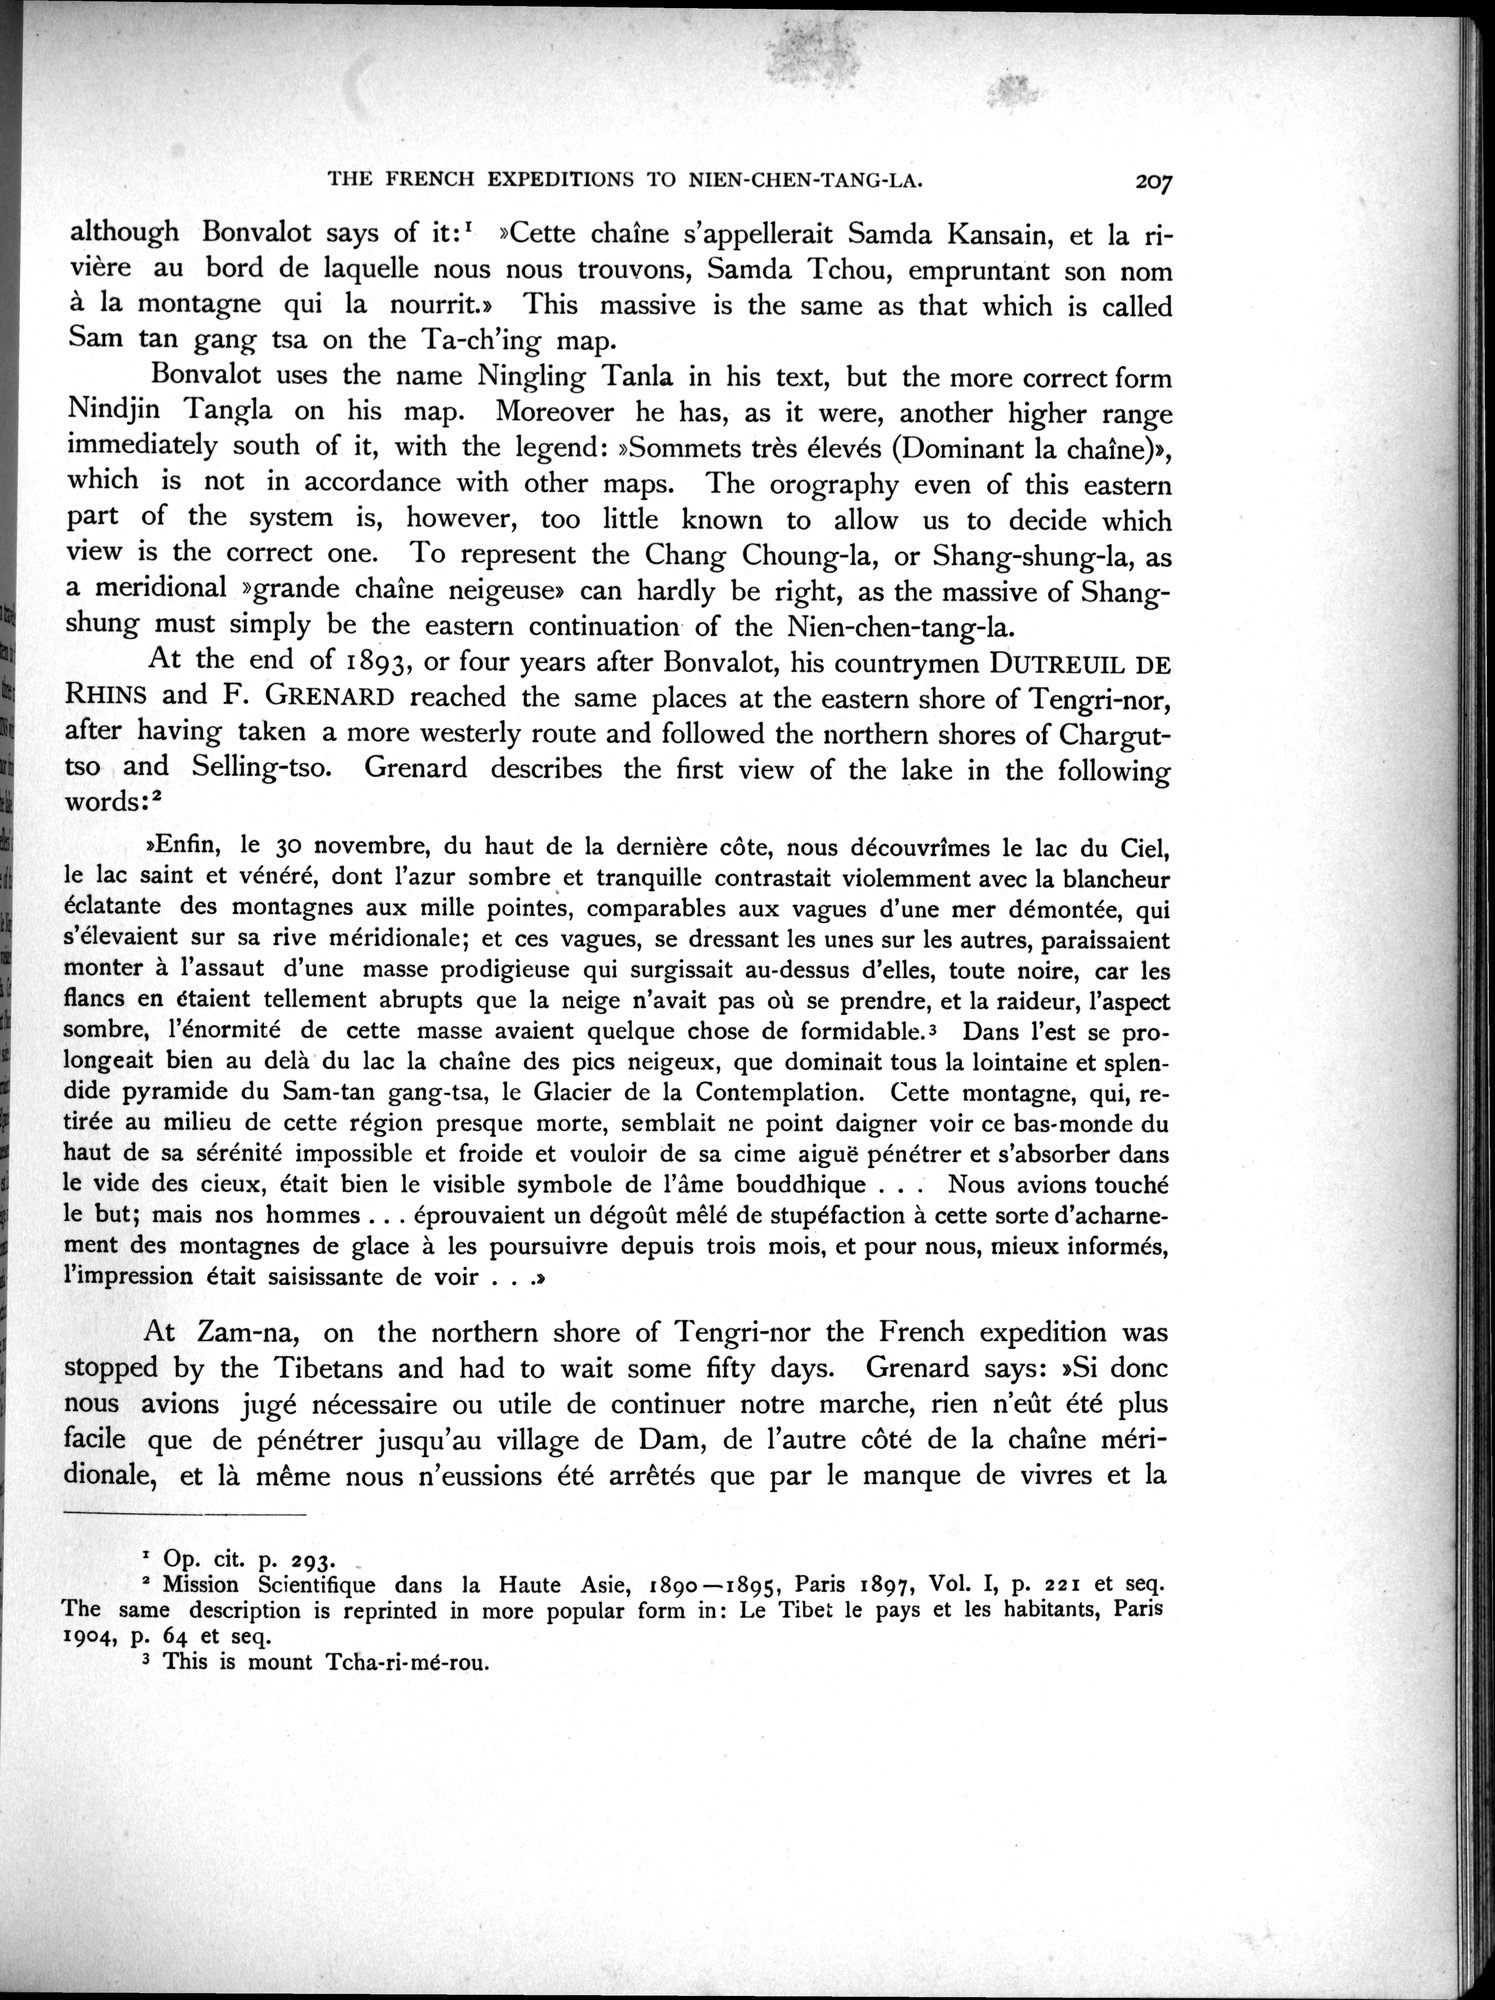 THE FRENCH EXPEDITIONS TO NIEN-CHEN-TANG-LA. 207
although Bonvalot says of it:¹ »Cette chaîne s'appellerait Samda Kansain, et la ri-
vière au bord de laquelle nous nous trouvons, Samda Tchou, empruntant son nom
à la montagne qui la nourrit.» This massive is the same as that which is called
Sam tan gang tsa on the Ta-ch'ing map.
Bonvalot uses the name Ningling Tanla in his text, but the more correct form
Nindjin Tangla on his map. Moreover he has, as it were, another higher range
immediately south of it, with the legend: »Sommets très élevés (Dominant la chaîne)»,
which is not in accordance with other maps. The orography even of this eastern
part of the system is, however, too little known to allow us to decide which
view is the correct one. To represent the Chang Choung-la, or Shang-shung-la, as
a meridional »grande chaîne neigeuse» can hardly be right, as the massive of Shang-
shung must simply be the eastern continuation of the Nien-chen-tang-la.
At the end of 1893, or four years after Bonvalot, his countrymen DUTREUIL DE
RHINS and F. GRENARD reached the same places at the eastern shore of Tengri-nor,
after having taken a more westerly route and followed the northern shores of Chargut-
tso and Selling-tso. Grenard describes the first view of the lake in the following
words:²
»Enfin, le 30 novembre, du haut de la dernière côte, nous découvrîmes le lac du Ciel,
le lac saint et vénéré, dont l'azur sombre et tranquille contrastait violemment avec la blancheur
éclatante des montagnes aux mille pointes, comparables aux vagues d'une mer démontée, qui
s'élevaient sur sa rive méridionale; et ces vagues, se dressant les unes sur les autres, paraissaient
monter à l'assaut d'une masse prodigieuse qui surgissait au-dessus d'elles, toute noire, car les
flancs en étaient tellement abrupts que la neige n'avait pas où se prendre, et la raideur, l'aspect
sombre, l'énormité de cette masse avaient quelque chose de formidable.³ Dans l'est se pro-
longeait bien au delà du lac la chaîne des pics neigeux, que dominait tous la lointaine et splen-
dide pyramide du Sam-tan gang-tsa, le Glacier de la Contemplation. Cette montagne, qui, re-
tirée au milieu de cette région presque morte, semblait ne point daigner voir ce bas-monde du
haut de sa sérénité impossible et froide et vouloir de sa cime aiguë pénétrer et s'absorber dans
le vide des cieux, était bien le visible symbole de l'âme bouddhique . . . Nous avions touché
le but; mais nos hommes . . . éprouvaient un dégoût mêlé de stupéfaction à cette sorte d'acharne-
ment des montagnes de glace à les poursuivre depuis trois mois, et pour nous, mieux informés,
l'impression était saisissante de voir . . .»
At Zam-na, on the northern shore of Tengri-nor the French expedition was
stopped by the Tibetans and had to wait some fifty days. Grenard says: »Si donc
nous avions jugé nécessaire ou utile de continuer notre marche, rien n'eût été plus
facile que de pénétrer jusqu'au village de Dam, de l'autre côté de la chaîne méri-
dionale, et là même nous n'eussions été arrêtés que par le manque de vivres et la
¹ Op. cit. p. 293.
² Mission Scientifique dans la Haute Asie, 1890—1895, Paris 1897, Vol. I, p. 221 et seq.
The same description is reprinted in more popular form in: Le Tibet le pays et les habitants, Paris
1904, p. 64 et seq.
³ This is mount Tcha-ri-mé-rou.